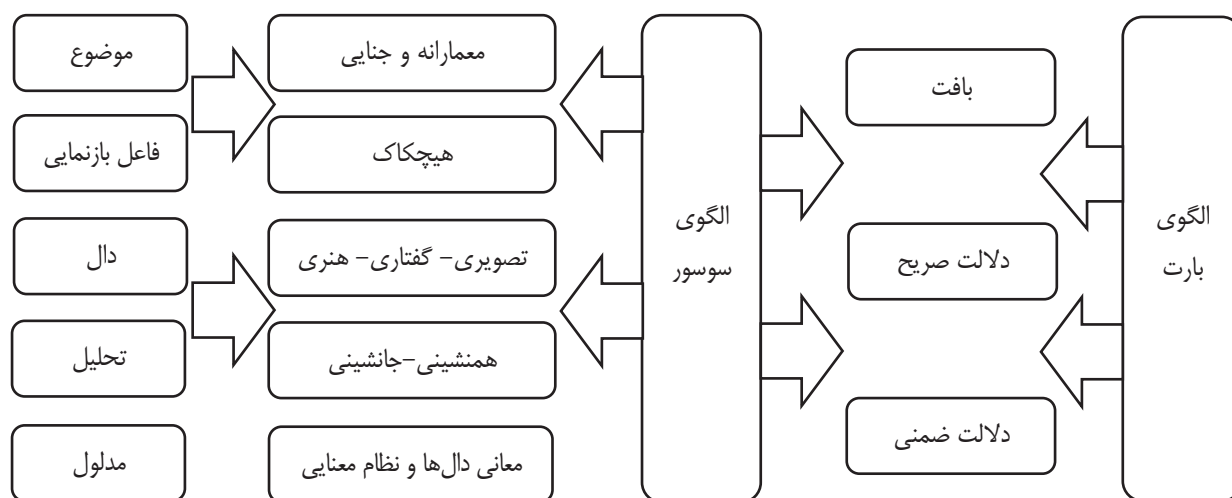 الگوی
بارت
بافت
دلالت صریح
دلالت ضمنی
الگوی
سوسور
معمارانه و جنایی
هیچکاک
تصویری- گفتاری- هنری
همنشینی-جانشینی
معانی دال‌ها و نظام معنایی
موضوع
فاعل بازنمایی
دال
تحلیل
مدلول